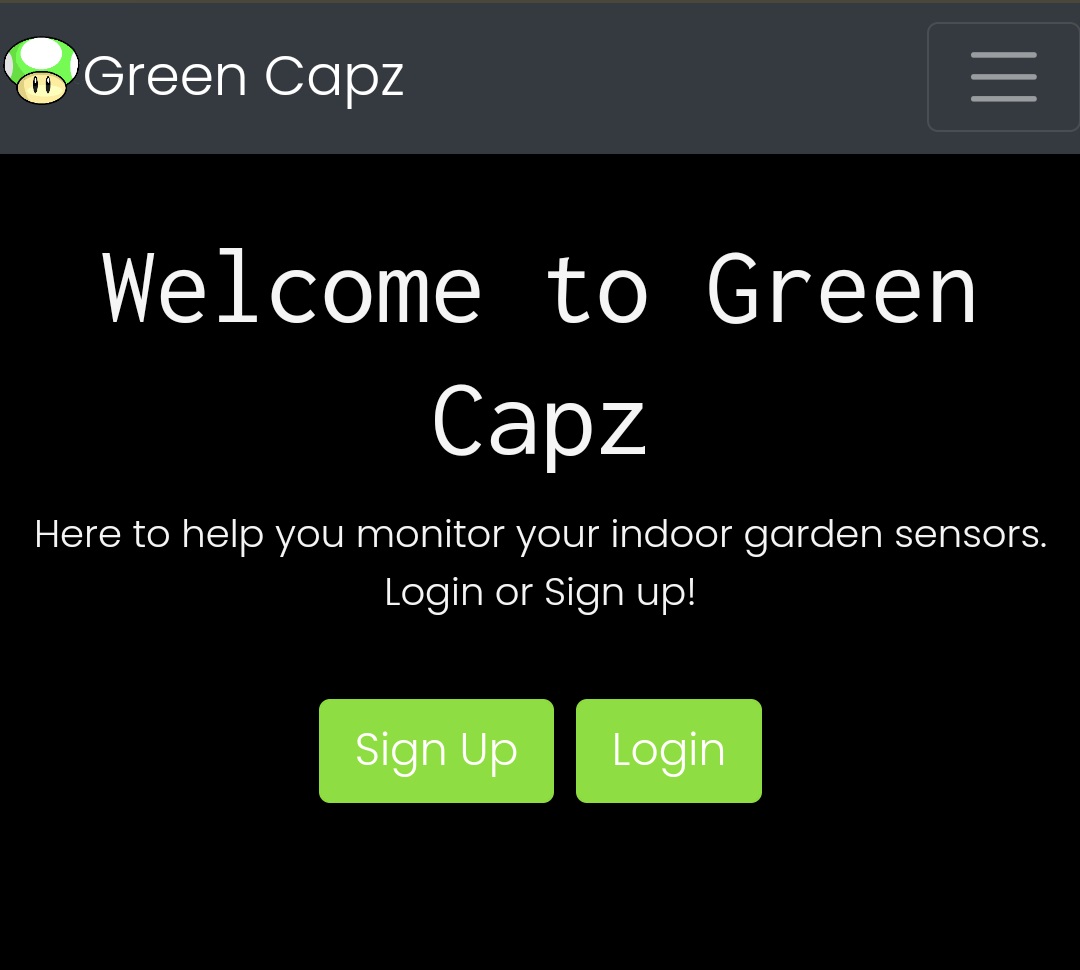 Green Capz
Welcome to Green
Capz
Here to help you monitor your indoor garden sensors.
Login or Sign up!
Sign Up
Login